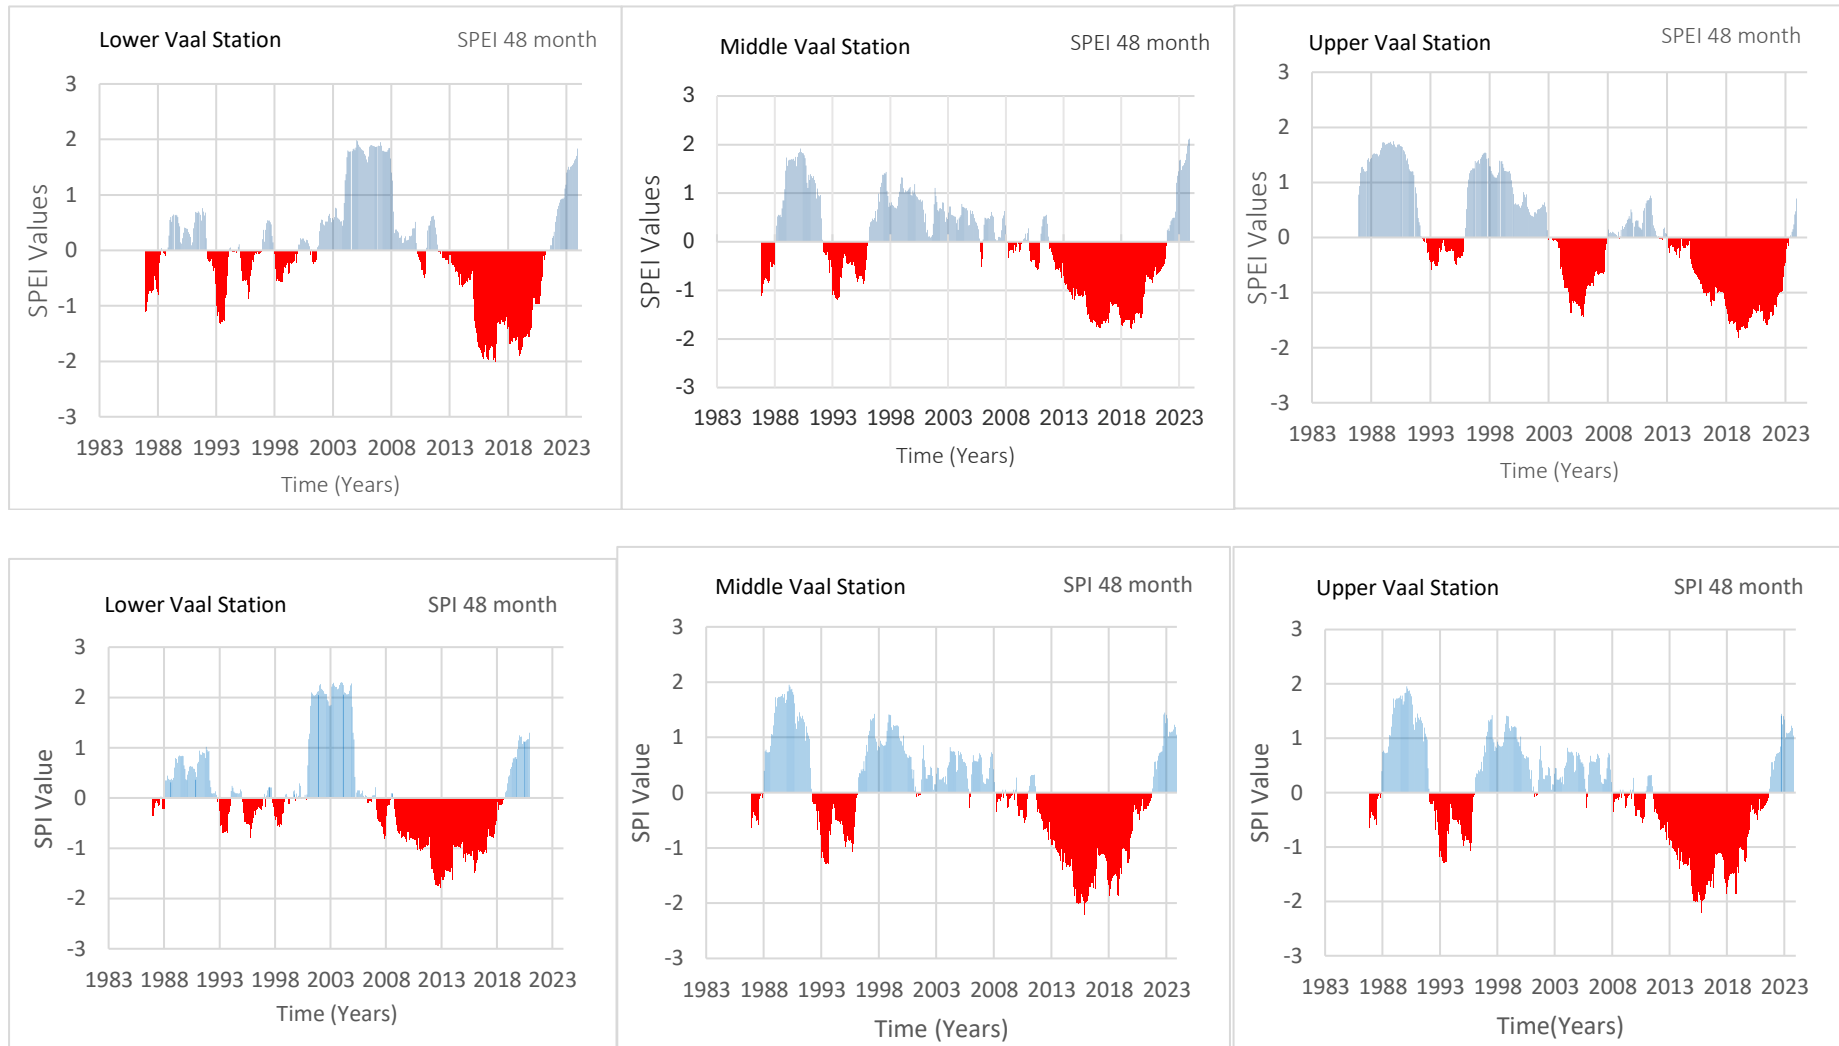 Lower Vaal Station
SPEI 48 month
3
2
1
0
-1
-2
-3
1983 1988 1993 1998 2003 2008 2013 2018 2023
SPEI Values
Time (Years)
Middle Vaal Station
SPEI 48 month
3
2
1
0
-1
-2
-3
1983 1988 1993 1998 2003 2008 2013 2018 2023
SPEI Values
Time (Years)
Upper Vaal Station
SPEI 48 month
3
2
1
0
-1
-2
-3
1983 1988 1993 1998 2003 2008 2013 2018 2023
SPEI Values
Time (Years)
Lower Vaal Station
SPI 48 month
3
2
1
0
-1
-2
-3
1983 1988 1993 1998 2003 2008 2013 2018 2023
SPI Value
Time (Years)
Middle Vaal Station
SPI 48 month
3
2
1
0
-1
-2
-3
1983 1988 1993 1998 2003 2008 2013 2018 2023
SPI Value
Time (Years)
Upper Vaal Station
SPI 48 month
3
2
1
0
-1
-2
-3
1983 1988 1993 1998 2003 2008 2013 2018 2023
SPI Value
Time(Years)